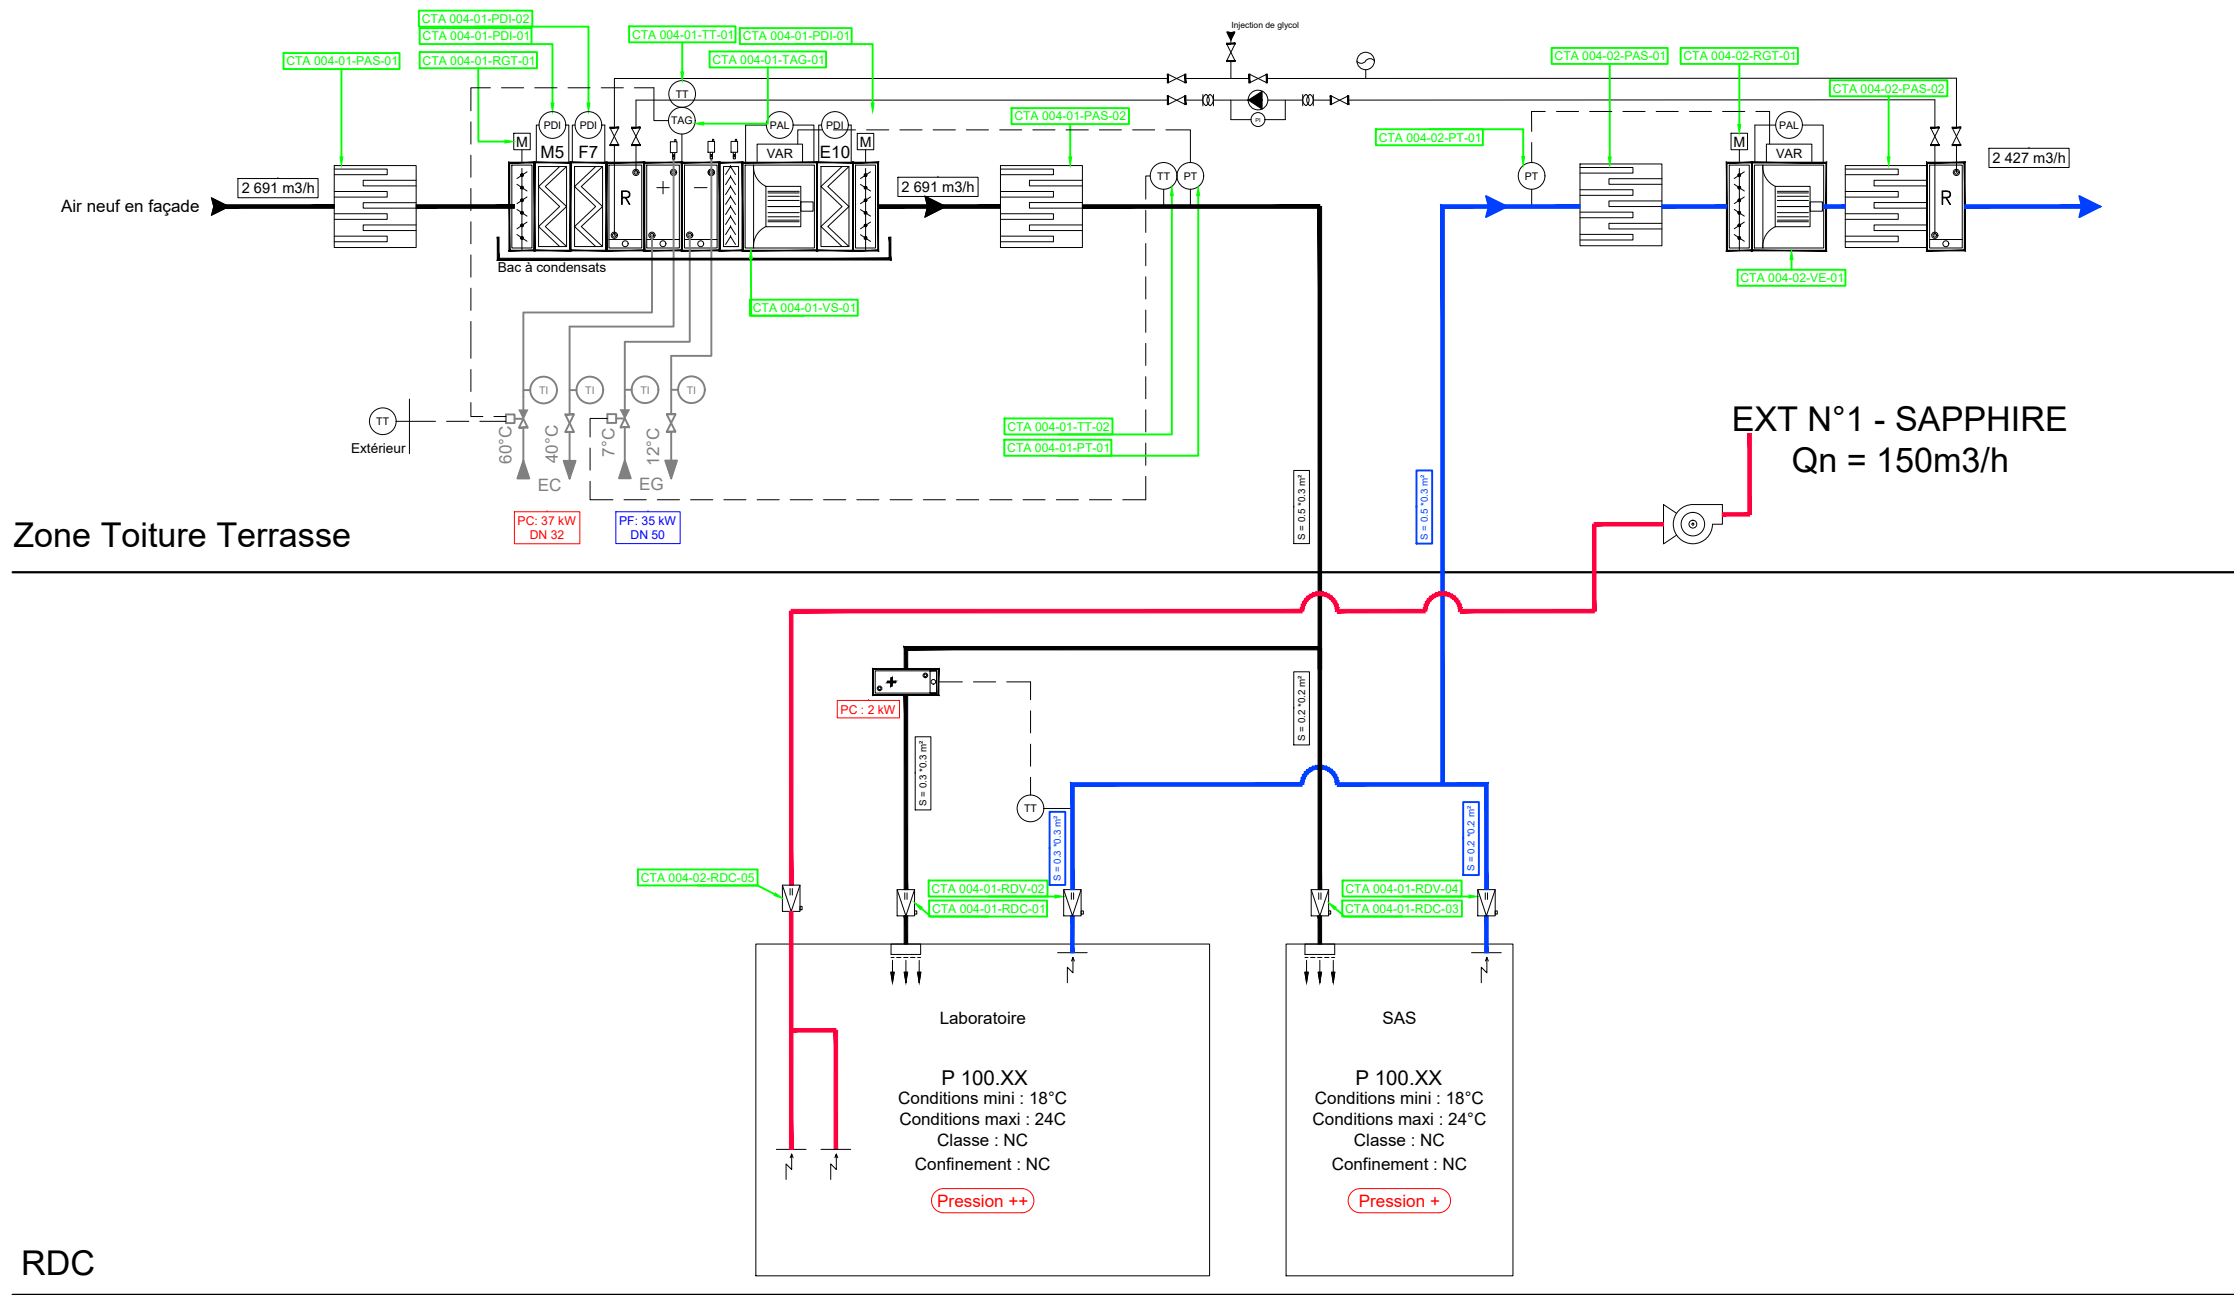 CTA 004-01-PDI-02
CTA 004-01-PDI-01
CTA 004-01-RGT-01
CTA 004-01-PAS-01
CTA 004-01-TT-01
CTA 004-01-PDI-01
CTA 004-01-TAG-01
Injection de glycol
CTA 004-02-PAS-01
CTA 004-02-RGT-01
CTA 004-02-PAS-02
CTA 004-01-PAS-02
CTA 004-02-PT-01
TT
TAG
PDI
PDI
PAL
PDI
PI
PAL
M
M5
F7
VAR
E10
M
M
VAR
2 691 m3/h
R
+
−
2 691 m3/h
TT
PT
PT
R
2 427 m3/h
Air neuf en façade
Bac à condensats
CTA 004-01-VS-01
CTA 004-02-VE-01
TI
TI
TI
TI
TT
Extérieur
60°C
40°C
7°C
12°C
EC
EG
CTA 004-01-TT-02
CTA 004-01-PT-01
EXT N°1 - SAPPHIRE
Qn = 150m3/h
PC: 37 kW
DN 32
PF: 35 kW
DN 50
S = 0.5 *0.3 m²
S = 0.5 *0.3 m²
Zone Toiture Terrasse
PC : 2 kW
+
S = 0.2 *0.2 m²
S = 0.3 *0.3 m²
TT
S = 0.3 *0.3 m²
S = 0.2 *0.2 m²
CTA 004-02-RDC-05
CTA 004-01-RDV-02
CTA 004-01-RDC-01
CTA 004-01-RDV-04
CTA 004-01-RDC-03
Laboratoire
P 100.XX
Conditions mini : 18°C
Conditions maxi : 24C
Classe : NC
Confinement : NC
Pression ++
SAS
P 100.XX
Conditions mini : 18°C
Conditions maxi : 24°C
Classe : NC
Confinement : NC
Pression +
RDC